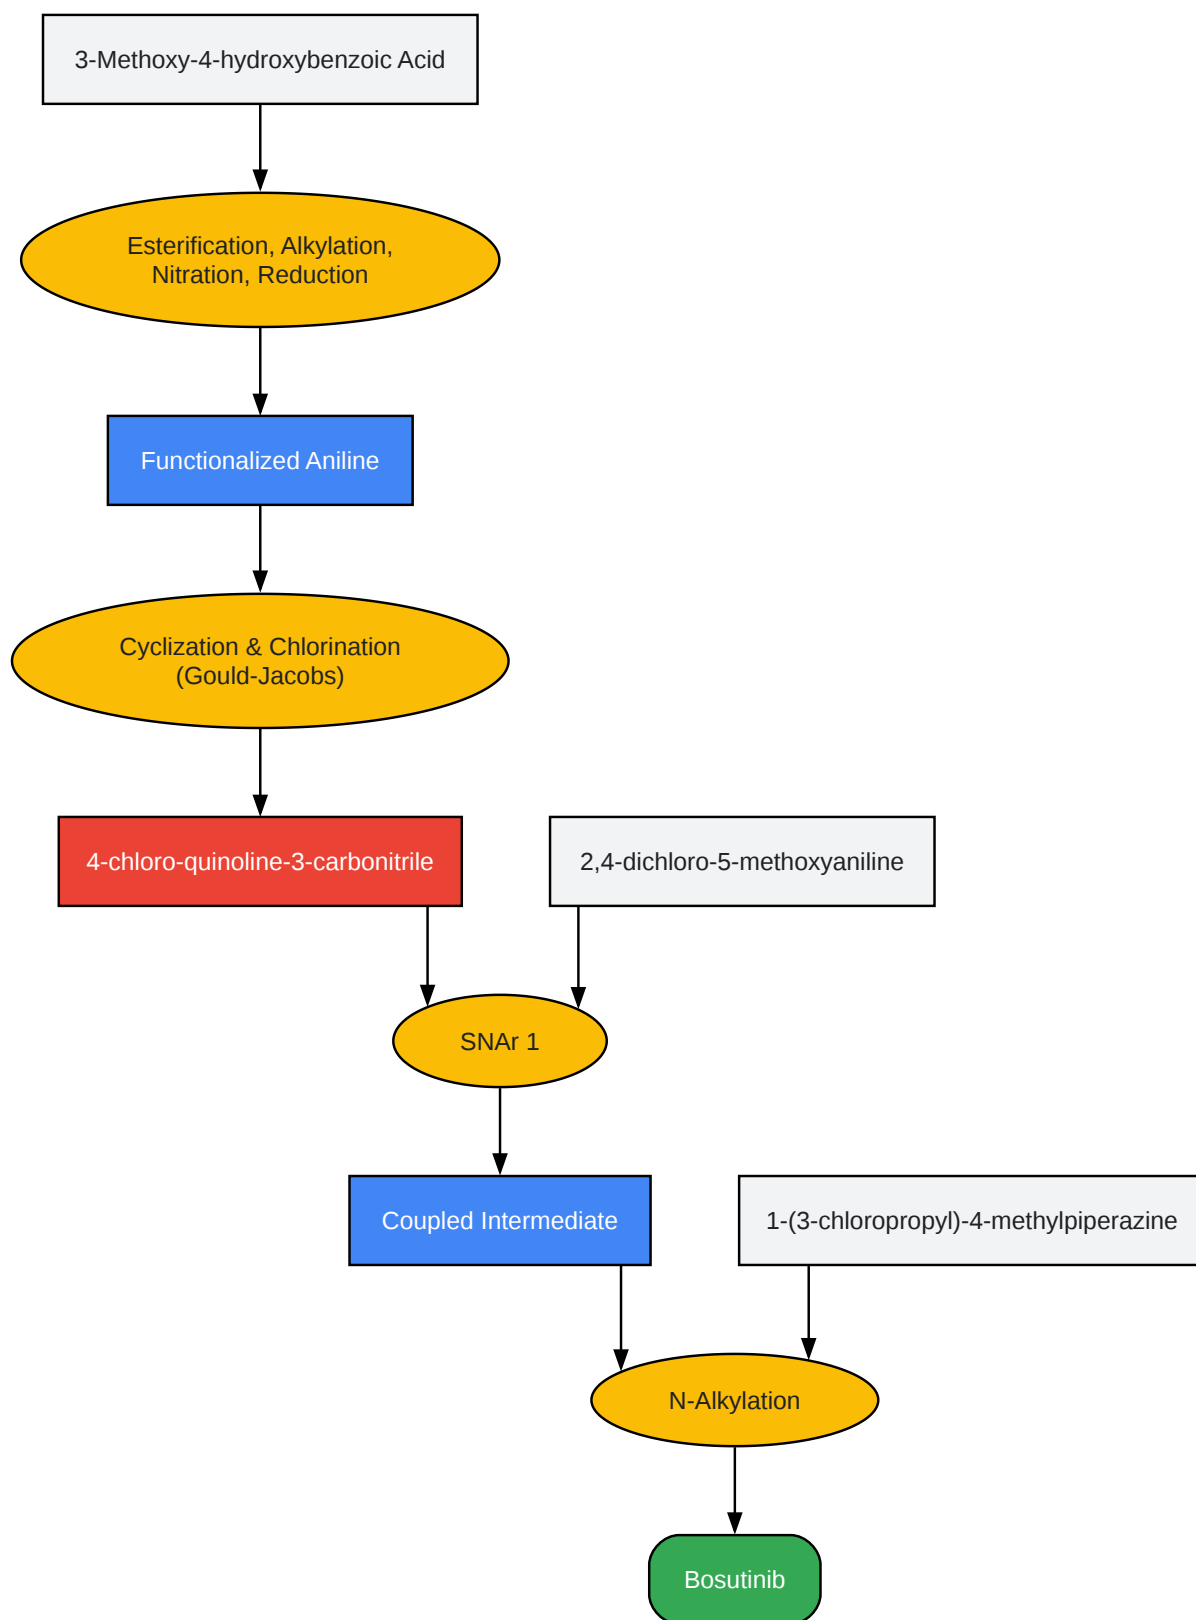 3-Methoxy-4-hydroxybenzoic Acid
Esterification, Alkylation,
Nitration, Reduction
Functionalized Aniline
Cyclization & Chlorination
(Gould-Jacobs)
4-chloro-quinoline-3-carbonitrile
2,4-dichloro-5-methoxyaniline
SNAr 1
Coupled Intermediate
1-(3-chloropropyl)-4-methylpiperazine
N-Alkylation
Bosutinib